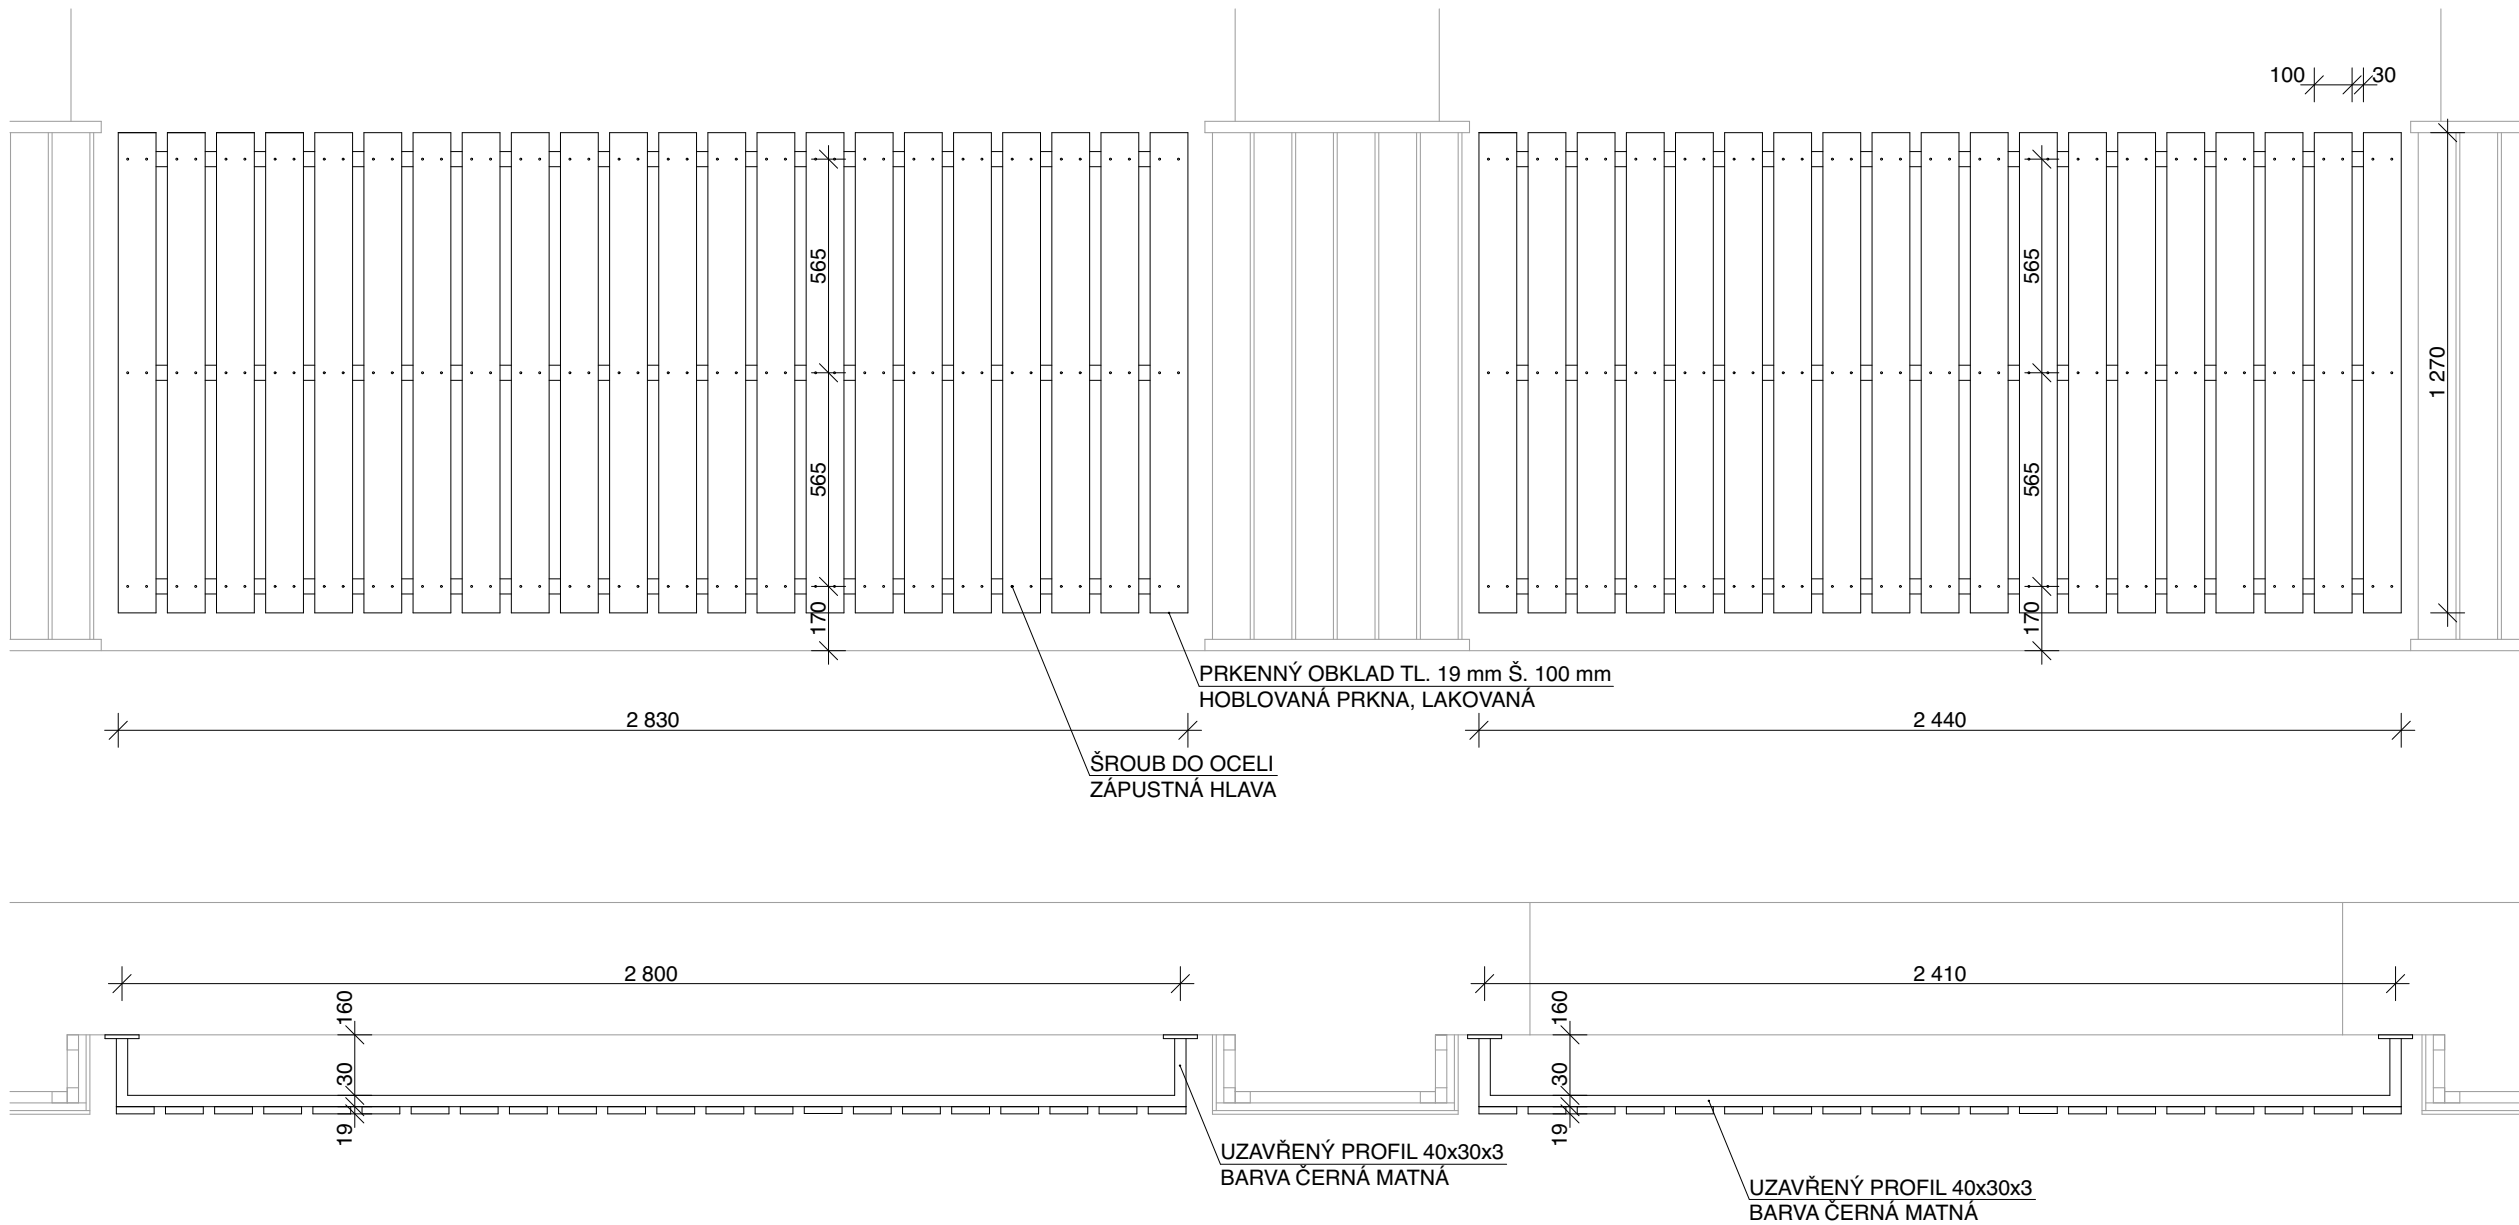 100
30
565
565
1 270
565
565
170
170
PRKENNÝ OBKLAD TL. 19 mm Š. 100 mm
HOBLOVANÁ PRKNA, LAKOVANÁ
2 830
2 440
ŠROUB DO OCELI
ZÁPUSTNÁ HLAVA
2 800
2 410
160
160
30
30
19
19
UZAVŘENÝ PROFIL 40x30x3
BARVA ČERNÁ MATNÁ
UZAVŘENÝ PROFIL 40x30x3
BARVA ČERNÁ MATNÁ